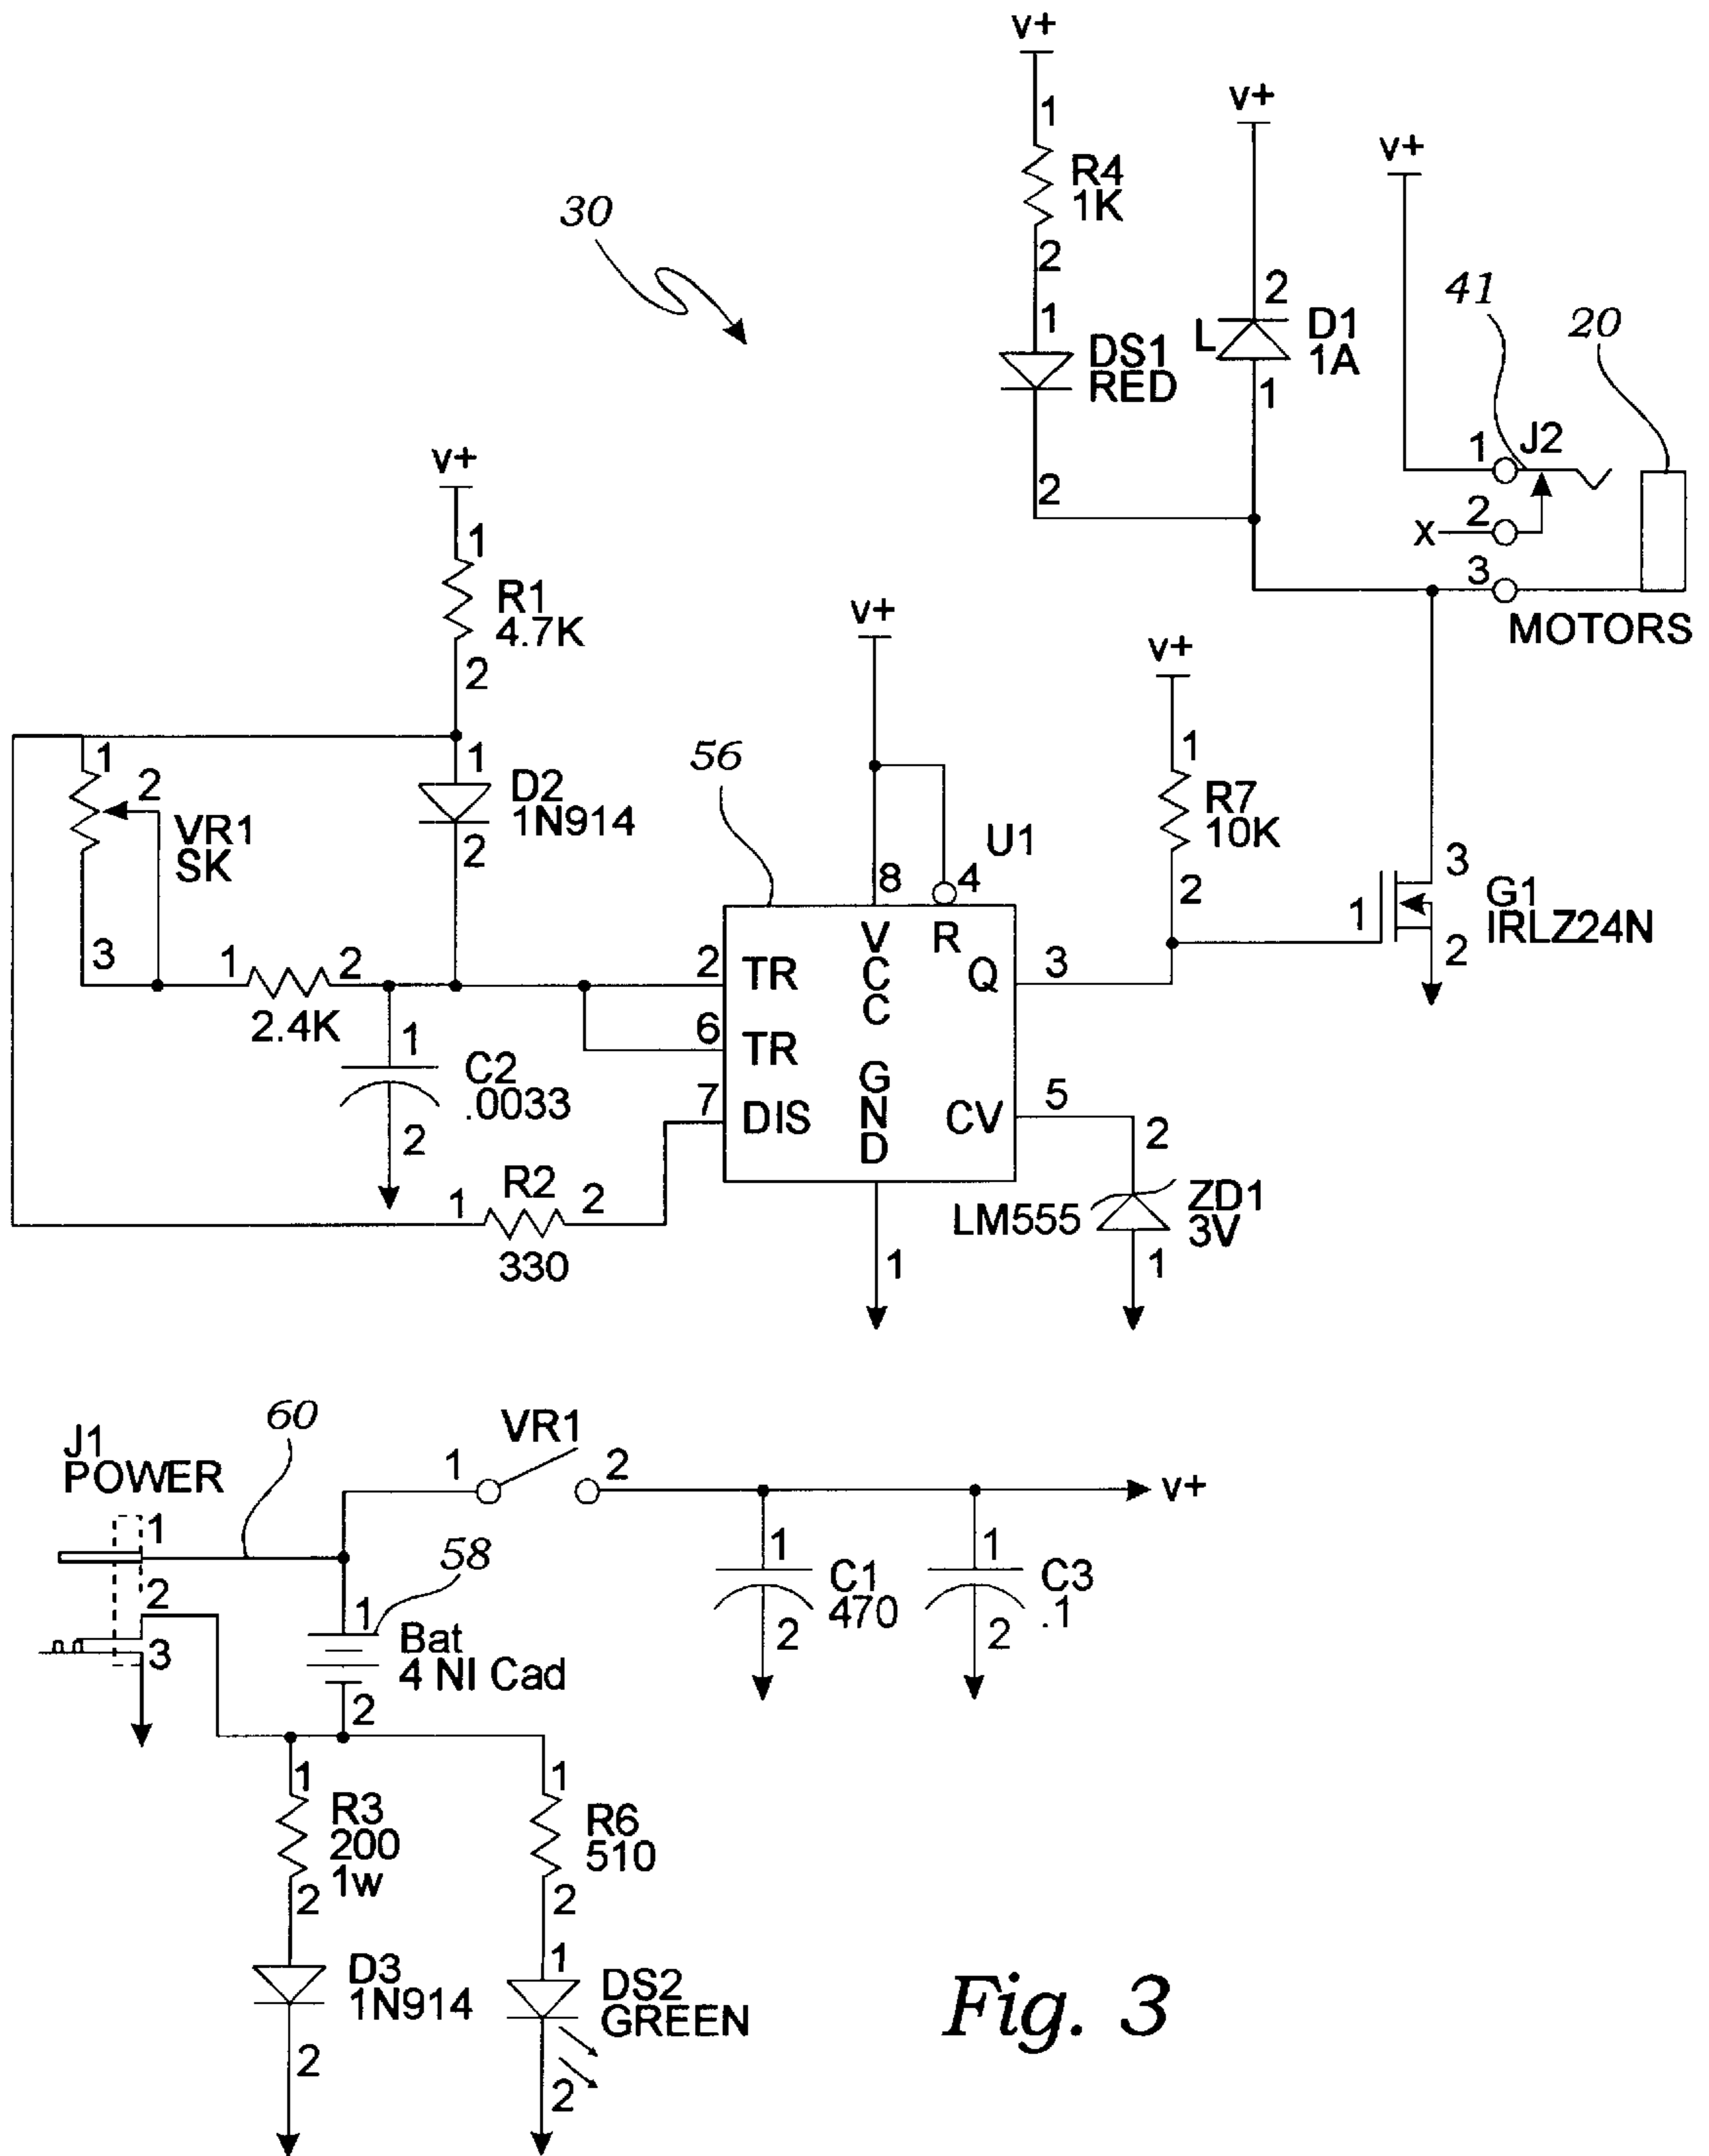 v+
1
R4
1K
2
1
DS1
RED
2
v+
2
L
D1
1A
1
v+
41
20
1
J2
2
X
3
MOTORS
30
v+
1
R1
4.7K
2
1
2
VR1
SK
3
1
D2
1N914
2
1
2
2.4K
1
C2
.0033
2
1
R2
2
330
56
v+
8
4
U1
VCC
R
2
TR
Q
3
6
TR
7
DIS
GND
CV
5
1
LM555
2
ZD1
3V
1
v+
1
R7
10K
2
1
3
G1
IRLZ24N
2
J1
POWER
60
1
2
3
1
VR1
2
v+
58
1
Bat
4 NI Cad
2
1
C1
470
2
1
C3
.1
2
1
R3
200
1w
2
D3
1N914
2
1
R6
510
2
1
DS2
GREEN
2
Fig. 3